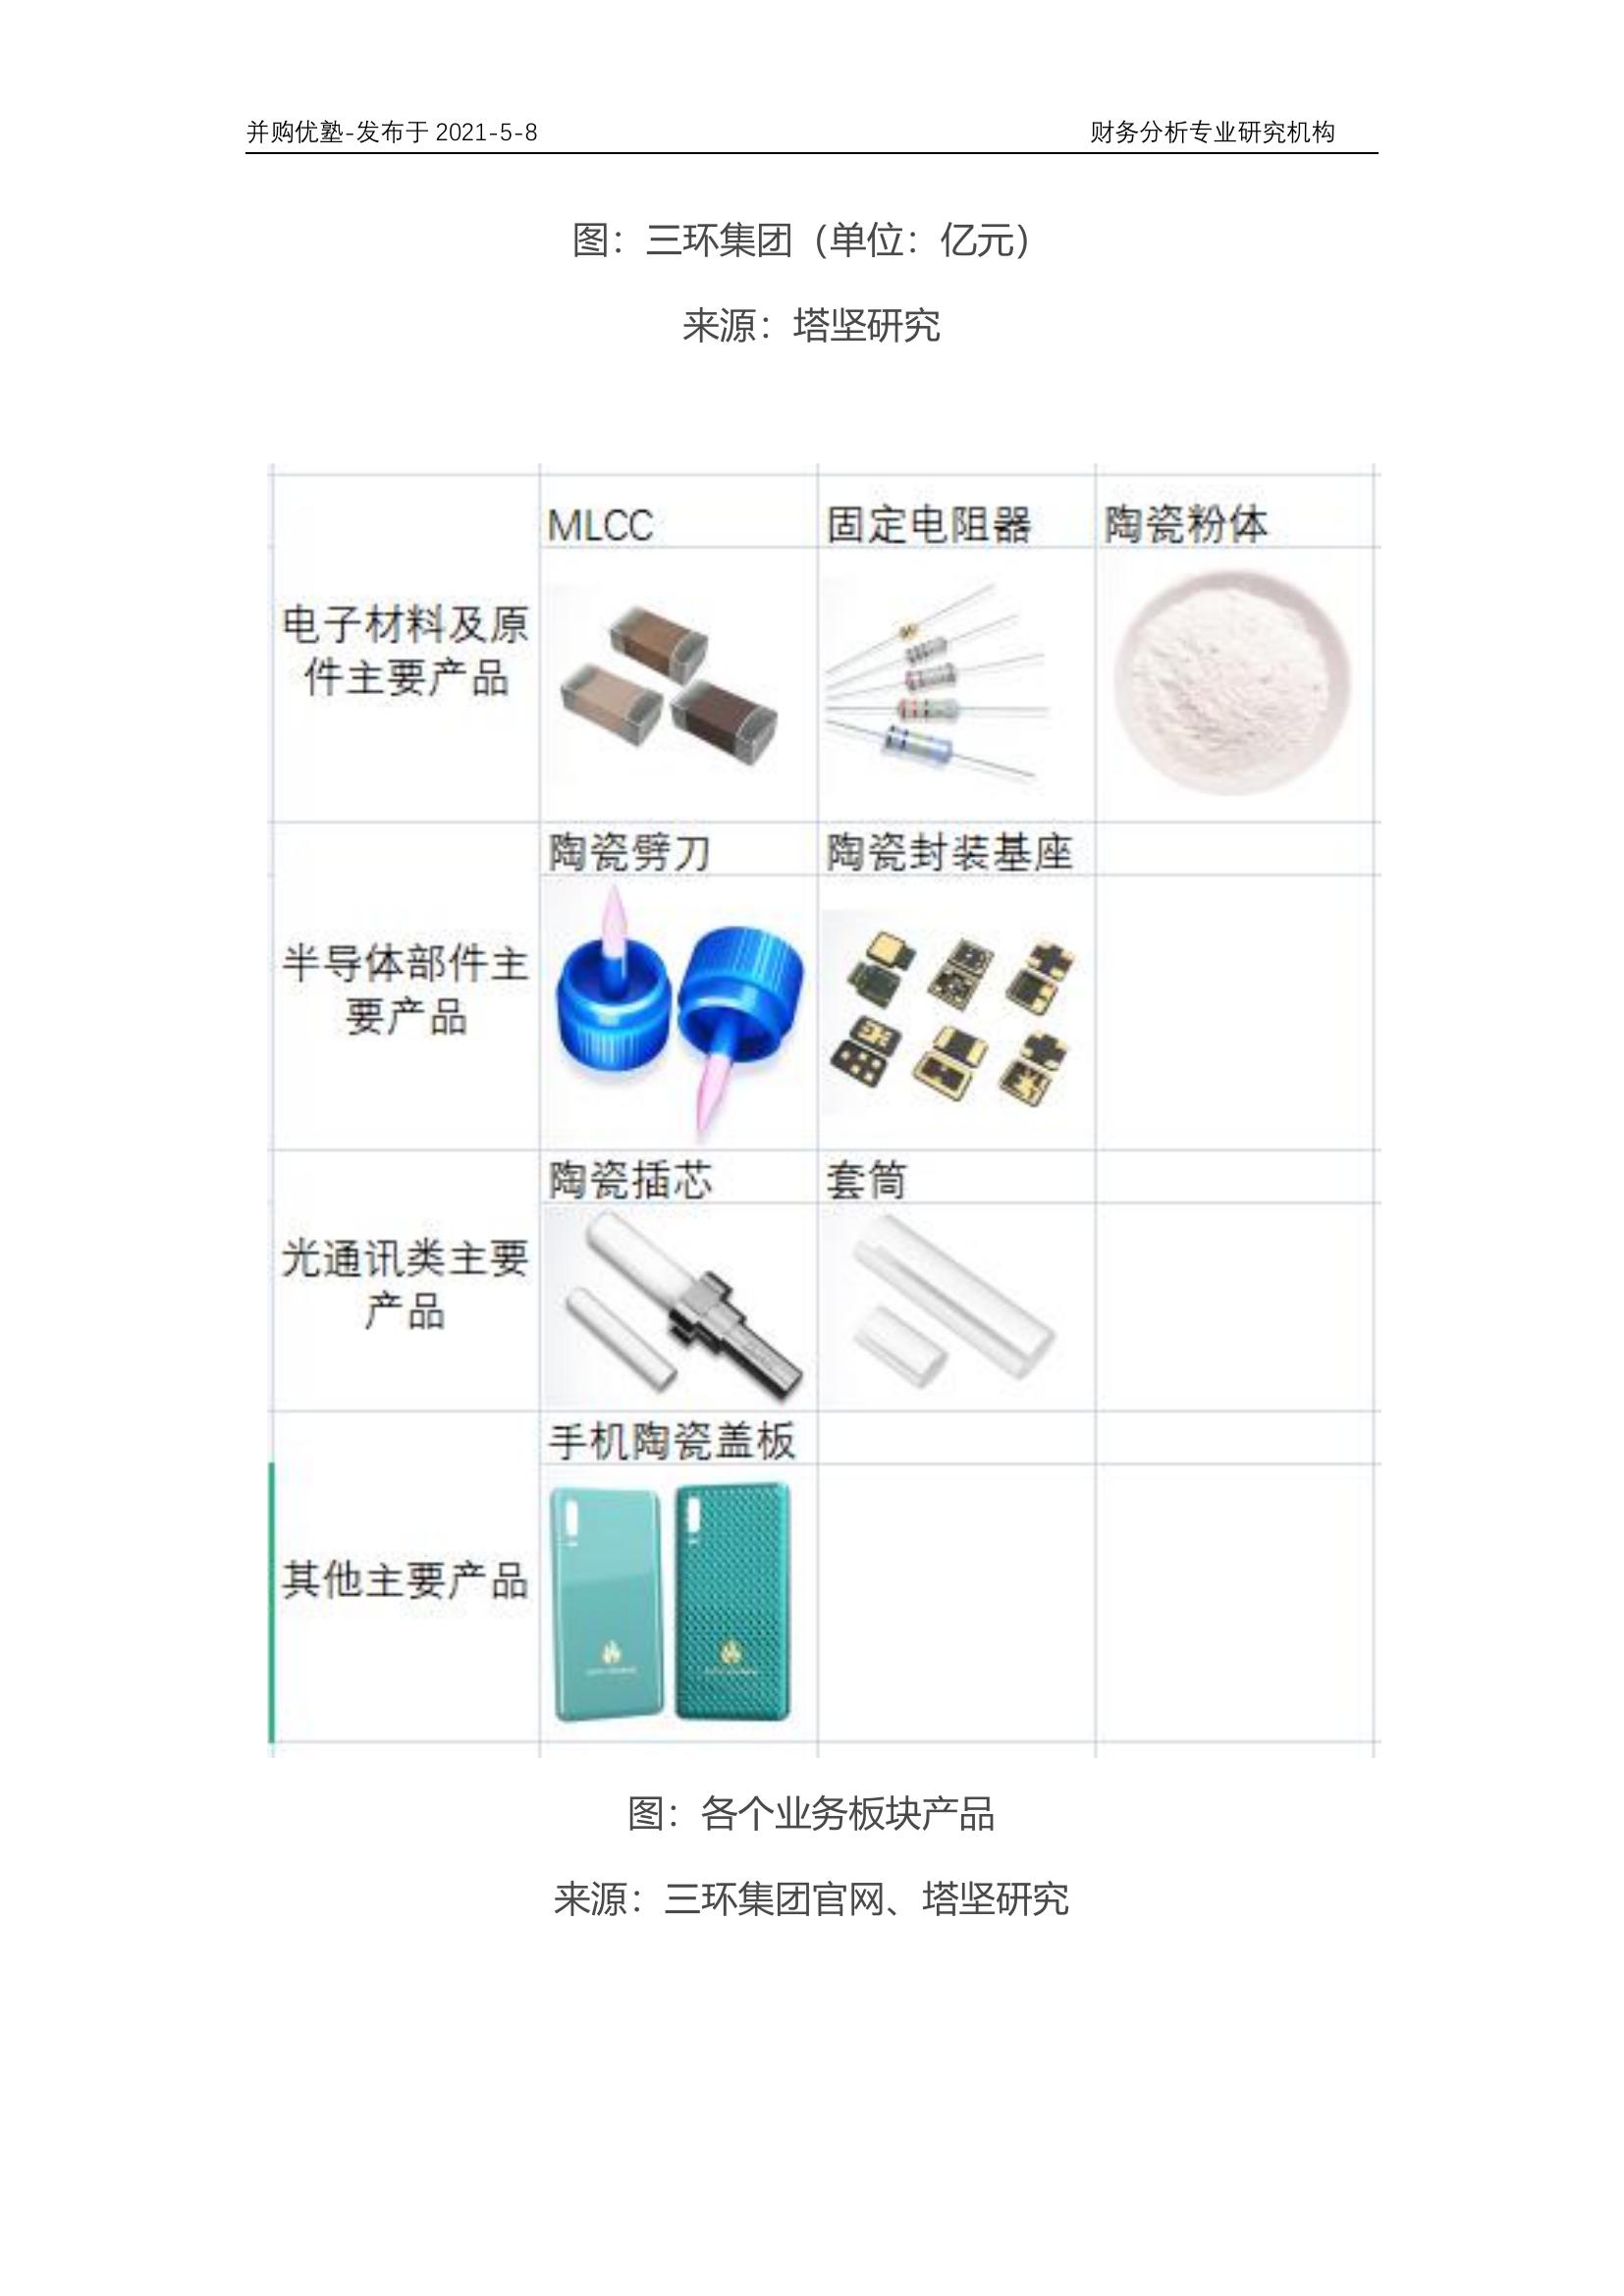 并购优塾-发布于 2021-5-8 财务分析专业研究机构
图：三环集团（单位：亿元）
来源：塔坚研究
MLCC 固定电阻器 陶瓷粉体
电子材料及原
件主要产品
陶瓷劈刀 陶瓷封装基座
半导体部件主
要产品
陶瓷插芯 套筒
光通讯类主要
产品
手机陶瓷盖板
其他主要产品
图：各个业务板块产品
来源：三环集团官网、塔坚研究